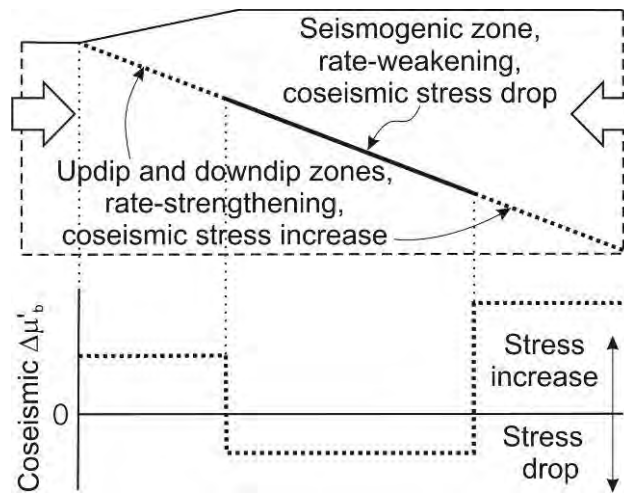 Seismogenic zone,
rate-weakening,
coseismic stress drop
Updip and downdip zones,
rate-strengthening,
coseismic stress increase
Coseismic Δμ'b
0
Stress
increase
Stress
drop